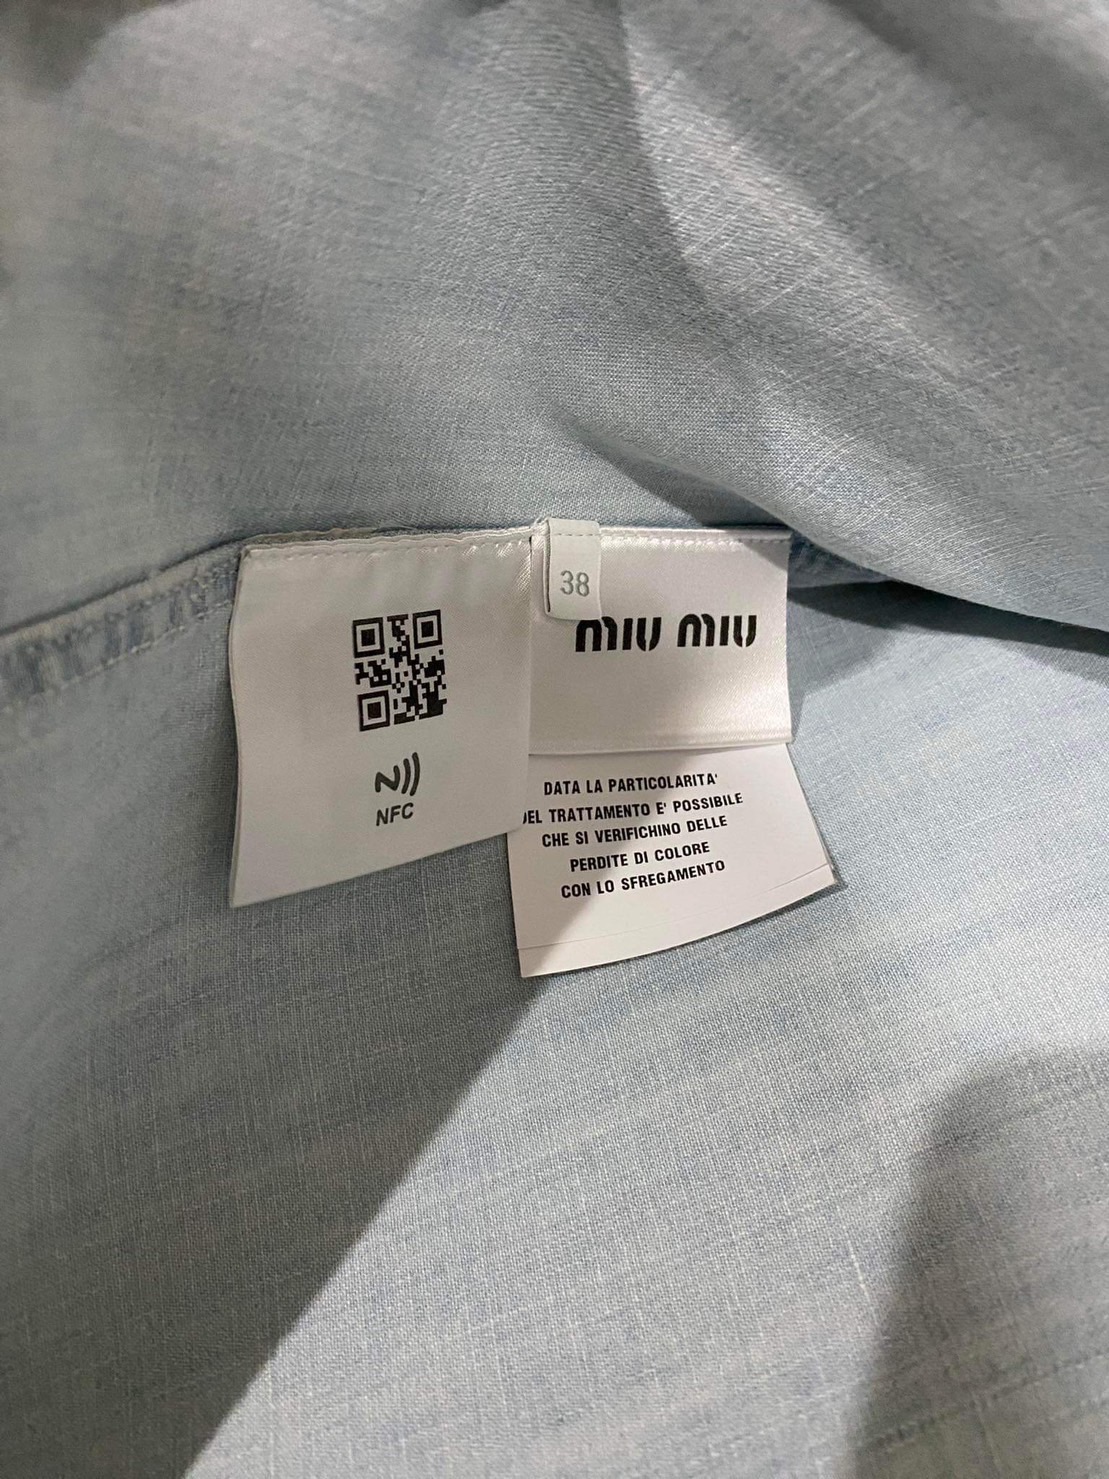 38
MIU MIU
NFC
DATA LA PARTICOLARITA'
DEL TRATTAMENTO E' POSSIBILE
CHE SI VERIFICHINO DELLE
PERDITE DI COLORE
CON LO SFREGAMENTO